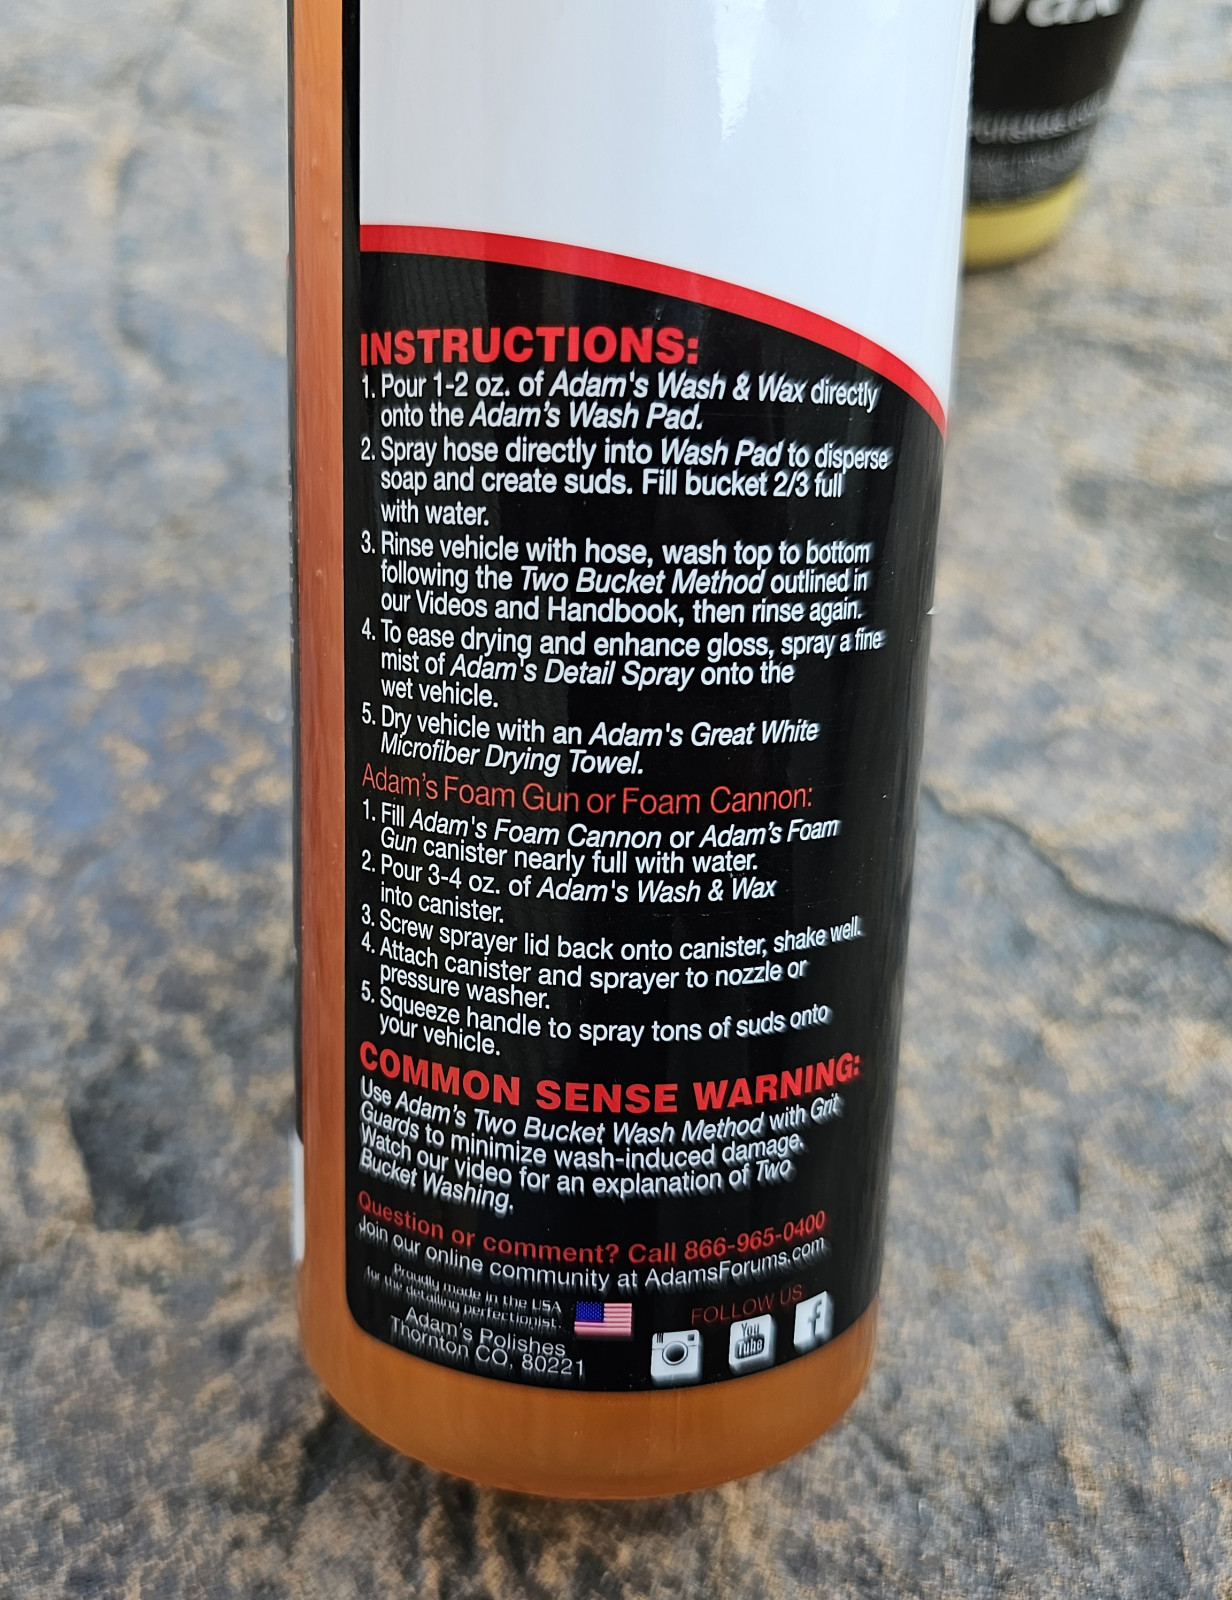 INSTRUCTIONS:
1. Pour 1-2 oz. of Adam's Wash & Wax directly
onto the Adam's Wash Pad.
2. Spray hose directly into Wash Pad to disperse
soap and create suds. Fill bucket 2/3 full
with water.
3. Rinse vehicle with hose, wash top to bottom
following the Two Bucket Method outlined in
our Videos and Handbook, then rinse again.
4. To ease drying and enhance gloss, spray a fine
mist of Adam's Detail Spray onto the
wet vehicle.
5. Dry vehicle with an Adam's Great White
Microfiber Drying Towel.
Adam's Foam Gun or Foam Cannon:
1. Fill Adam's Foam Cannon or Adam's Foam
Gun canister nearly full with water.
2. Pour 3-4 oz. of Adam's Wash & Wax
into canister.
3. Screw sprayer lid back onto canister, shake well.
4. Attach canister and sprayer to nozzle or
pressure washer.
5. Squeeze handle to spray tons of suds onto
your vehicle.
COMMON SENSE WARNING:
Use Adam's Two Bucket Wash Method with Grit
Guards to minimize wash-induced damage.
Watch our video for an explanation of Two
Bucket Washing.
Question or comment? Call 866-965-0400
Join our online community at AdamsForums.com
Proudly made in the USA
for the detailing perfectionist.
Adam's Polishes
Thornton CO, 80221
FOLLOW US
You
Tube
f